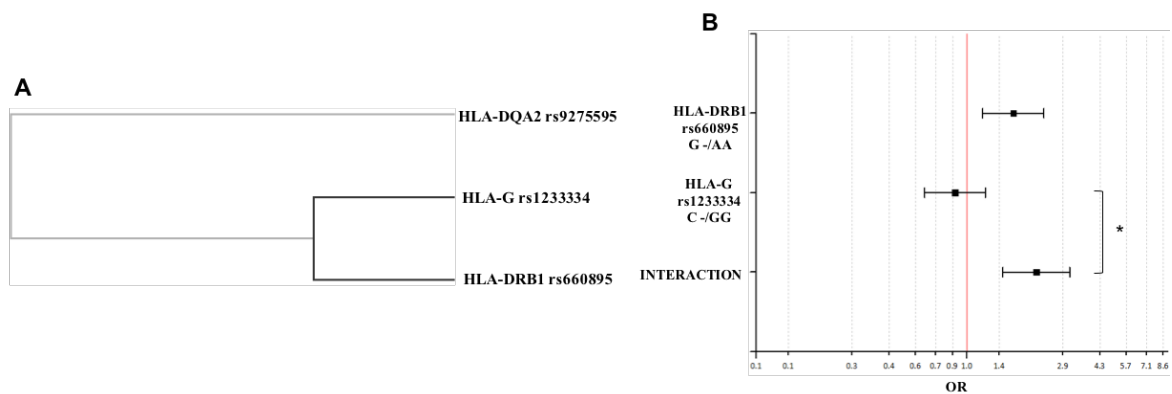 A
HLA-DQA2 rs9275595
HLA-G rs1233334
HLA-DRB1 rs660895
B
HLA-DRB1
rs660895
G -/AA
HLA-G
rs1233334
C -/GG
*
INTERACTION
0.1 0.1 0.3 0.4 0.6 0.7 0.9 1.0 1.4 2.9 4.3 5.7 7.1 8.6
OR